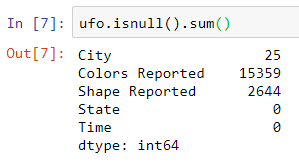 In [7]: ufo.isnull().sum()
Out[7]: City 25
Colors Reported 15359
Shape Reported 2644
State 0
Time 0
dtype: int64